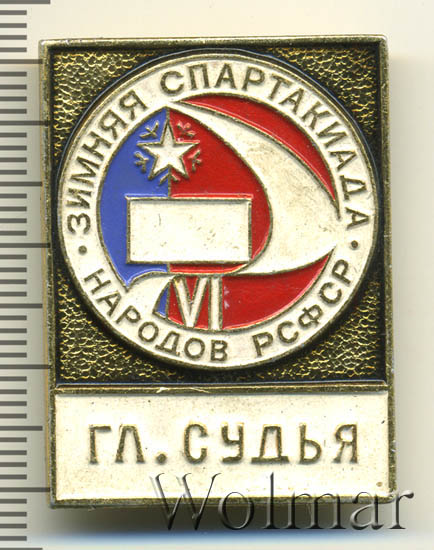 ЗИМНЯЯ СПАРТАКИАДА
НАРОДОВ РСФСР
VI
ГЛ. СУДЬЯ
Wolmar